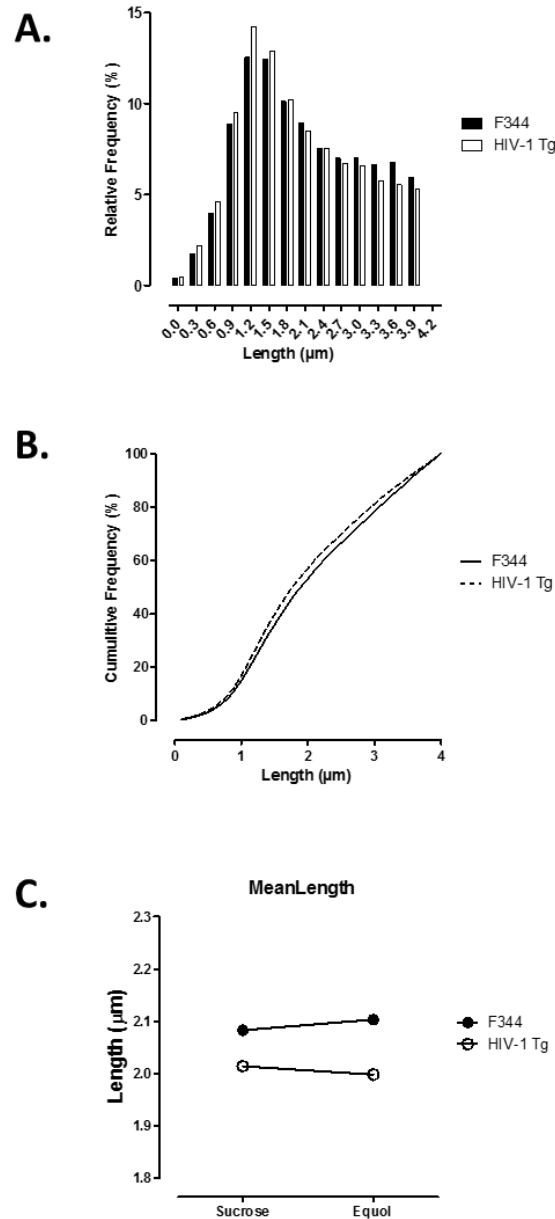 A.
Relative Frequency (%)
15
10
5
0
0.0 0.3 0.6 0.9 1.2 1.5 1.8 2.1 2.4 2.7 3.0 3.3 3.6 3.9 4.2
Length (µm)
F344
HIV-1 Tg
B.
Cumulitive Frequency (%)
100
80
60
40
20
0
0 1 2 3 4
Length (µm)
F344
HIV-1 Tg
C.
MeanLength
Length (µm)
2.3
2.2
2.1
2.0
1.9
1.8
Sucrose Equol
F344
HIV-1 Tg